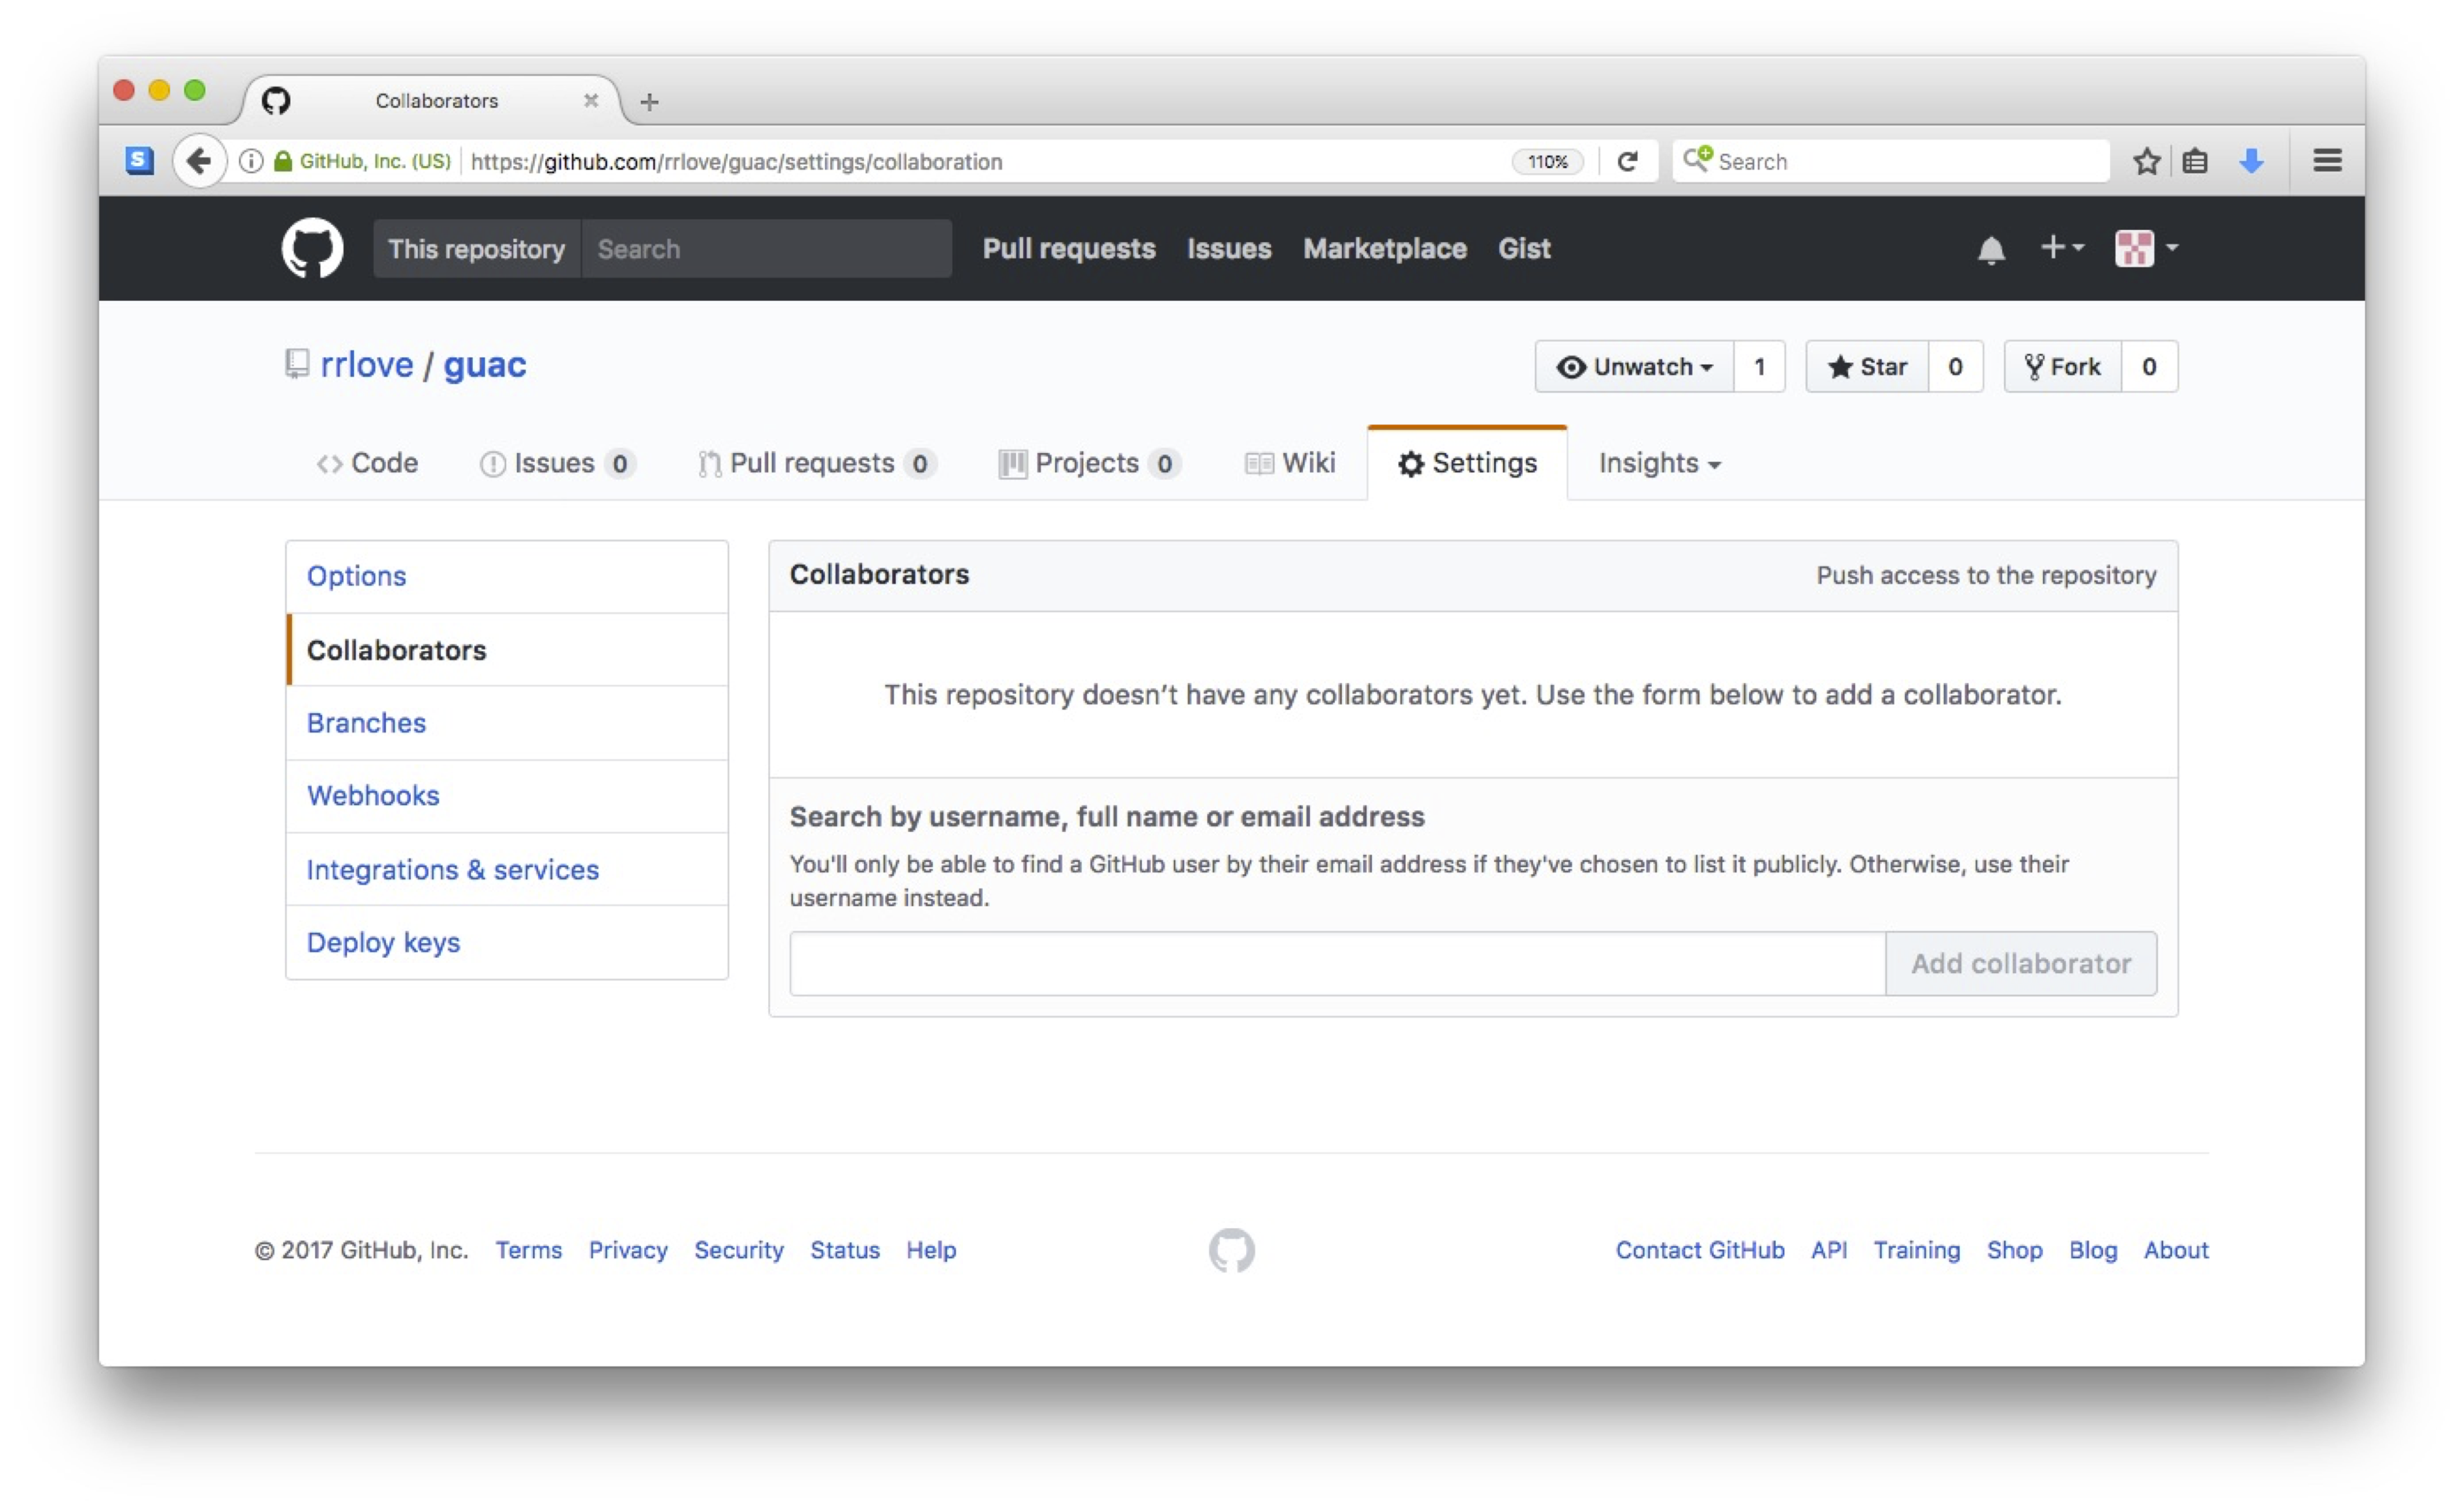 Collaborators
S
GitHub, Inc. (US) https://github.com/rrlove/guac/settings/collaboration 110% Search
This repository Search Pull requests Issues Marketplace Gist
rrlove / guac Unwatch 1 Star 0 Fork 0
Code Issues 0 Pull requests 0 Projects 0 Wiki Settings Insights
Options
Collaborators
Branches
Webhooks
Integrations & services
Deploy keys
Collaborators Push access to the repository
This repository doesn’t have any collaborators yet. Use the form below to add a collaborator.
Search by username, full name or email address
You'll only be able to find a GitHub user by their email address if they've chosen to list it publicly. Otherwise, use their
username instead.
Add collaborator
© 2017 GitHub, Inc. Terms Privacy Security Status Help Contact GitHub API Training Shop Blog About